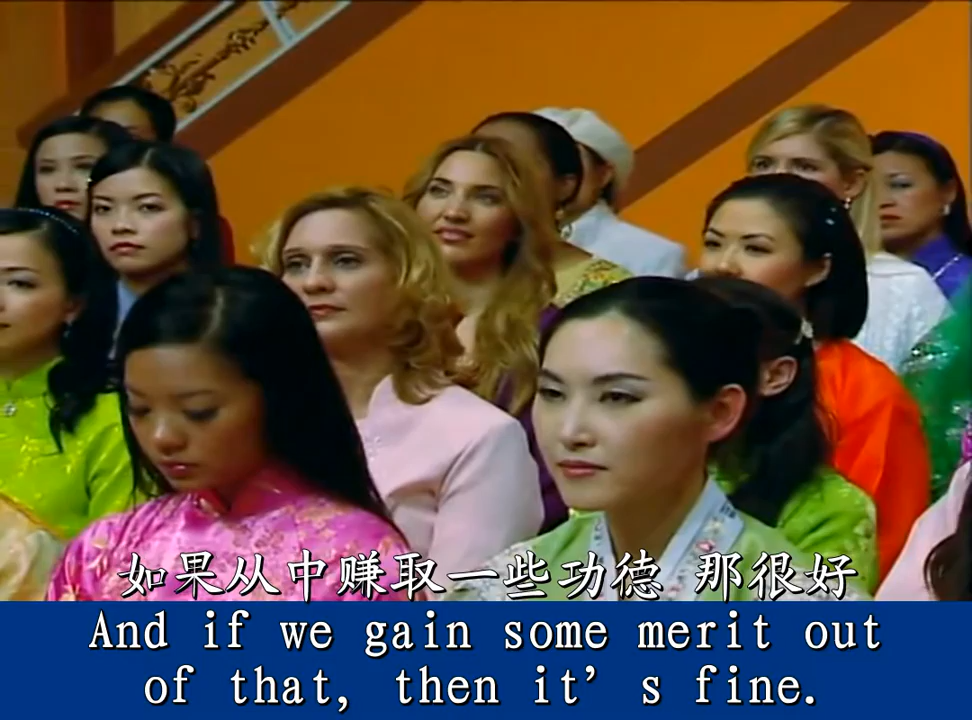 如果从中赚取一些功德 那很好
And if we gain some merit out
of that, then it's fine.